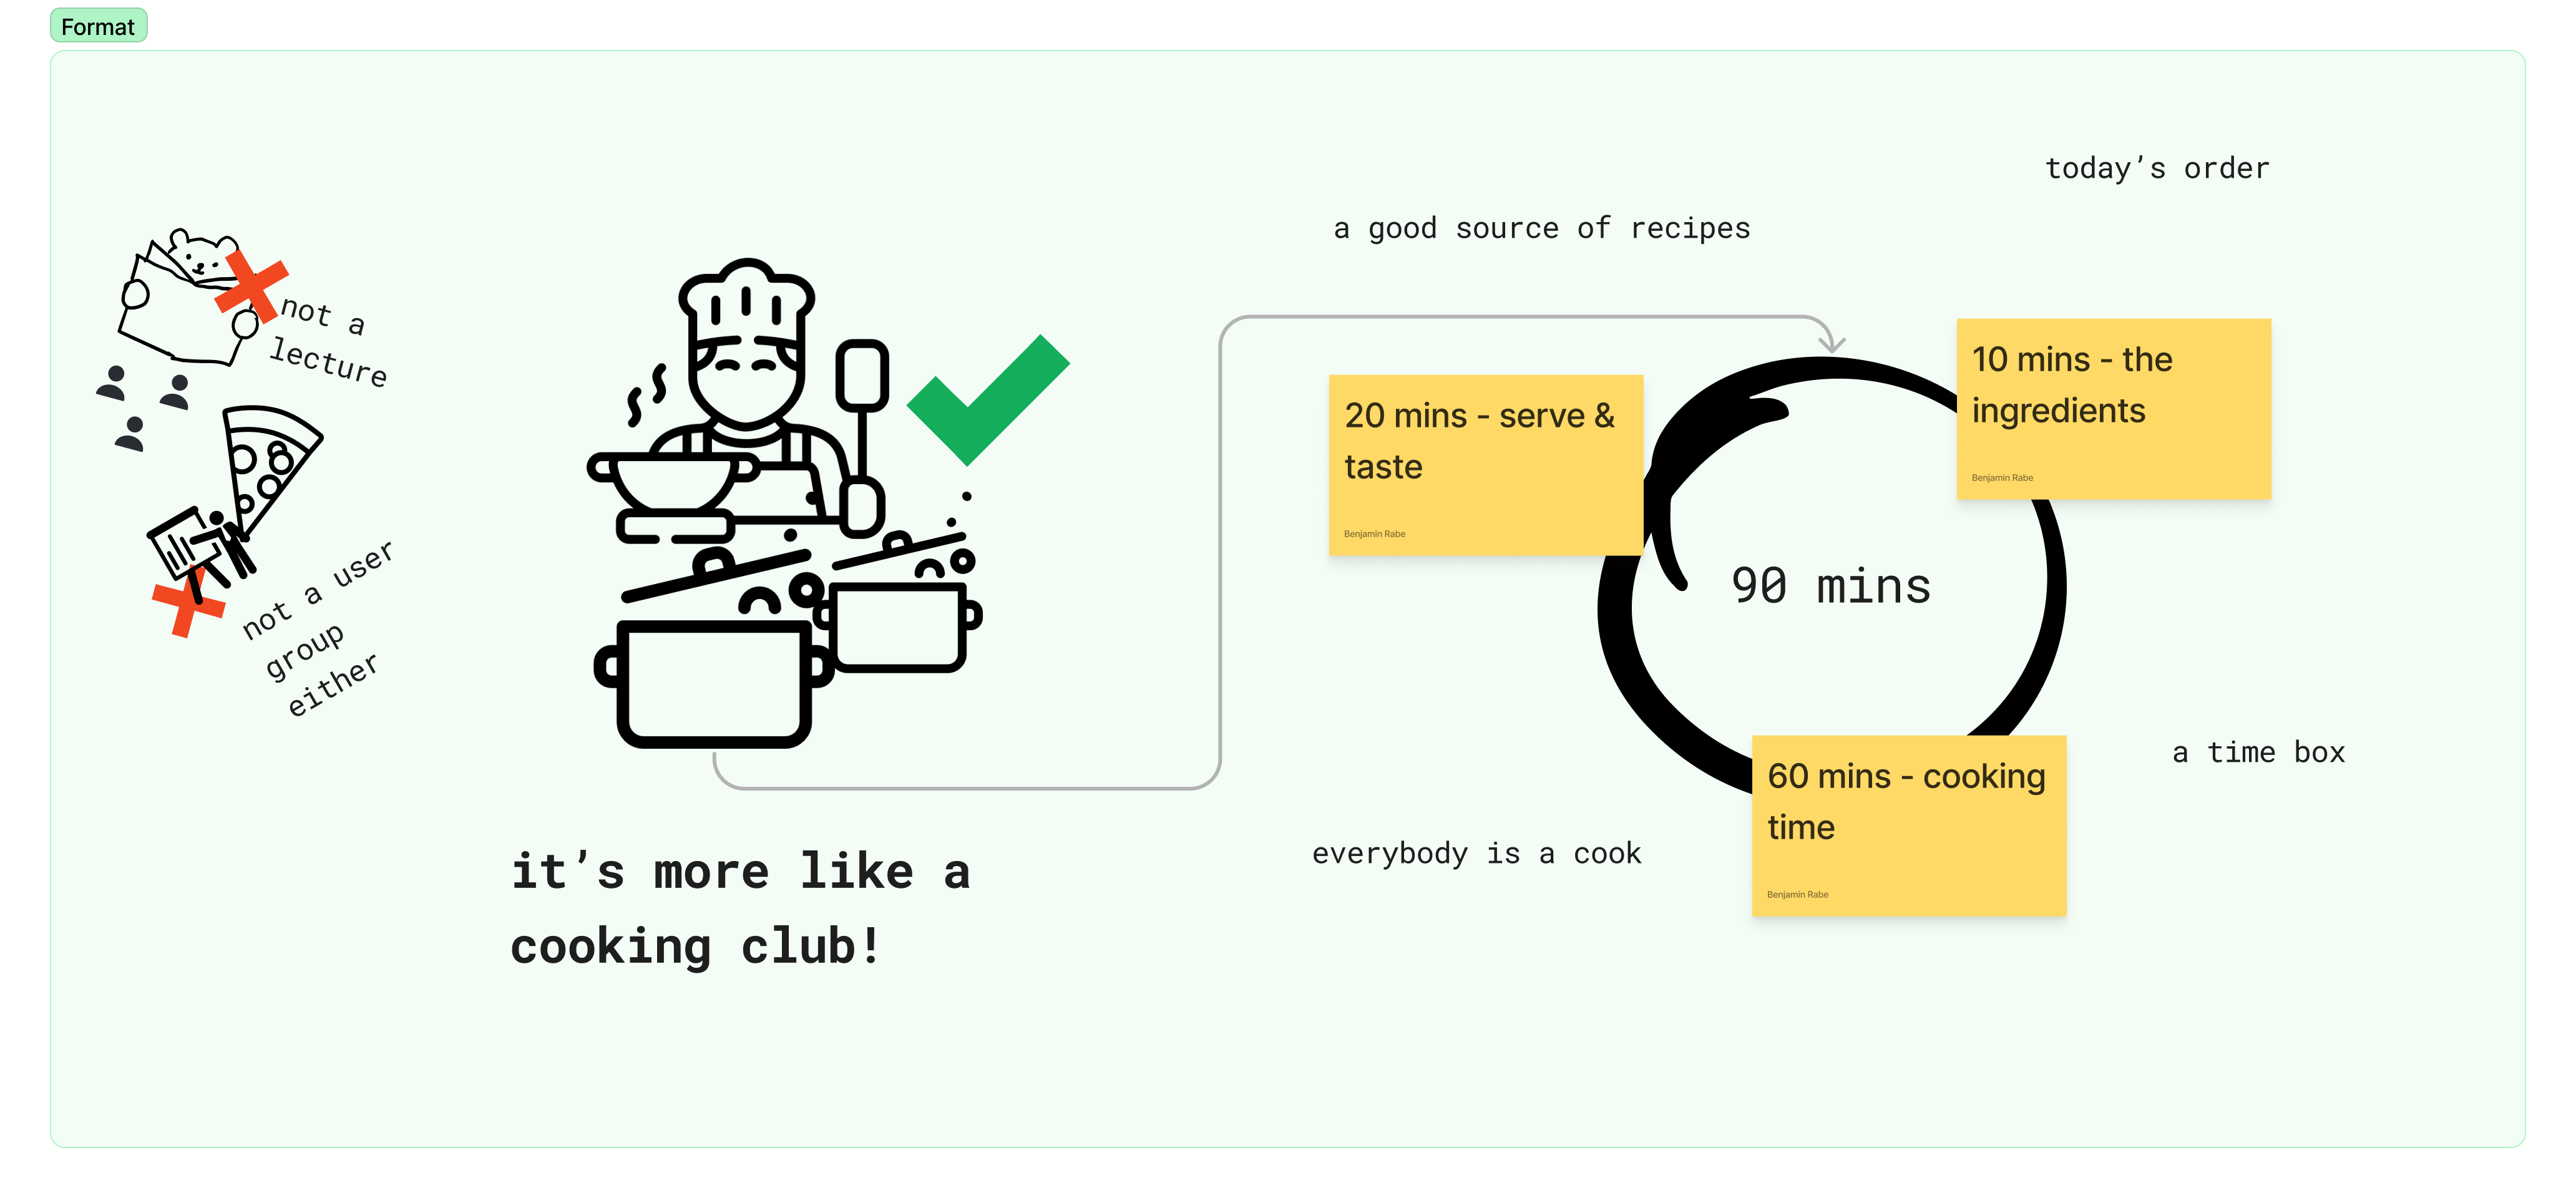 Format
not a
lecture
not a user
group
either
it’s more like a
cooking club!
a good source of recipes
today’s order
20 mins - serve &
taste
Benjamin Rabe
10 mins - the
ingredients
Benjamin Rabe
90 mins
a time box
60 mins - cooking
time
Benjamin Rabe
everybody is a cook